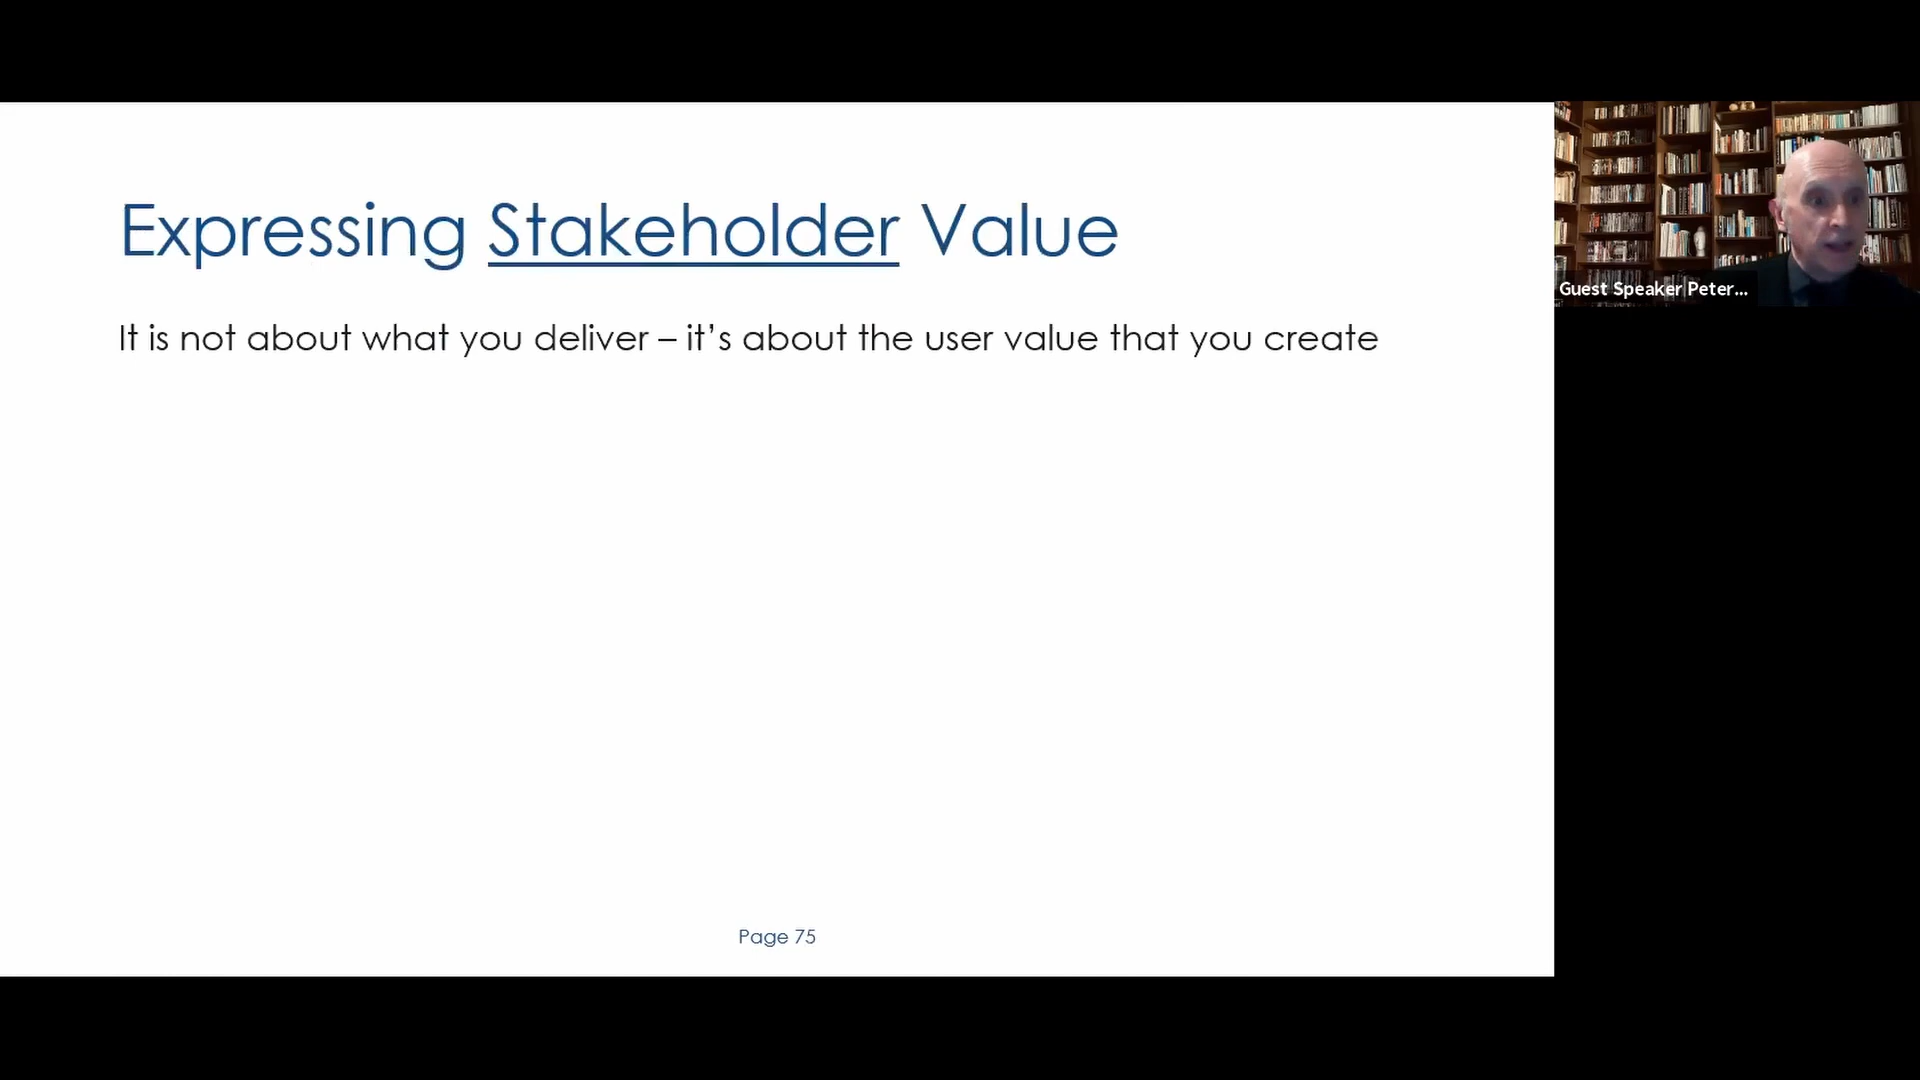 Expressing Stakeholder Value
It is not about what you deliver – it’s about the user value that you create
Page 75
Guest Speaker Peter...